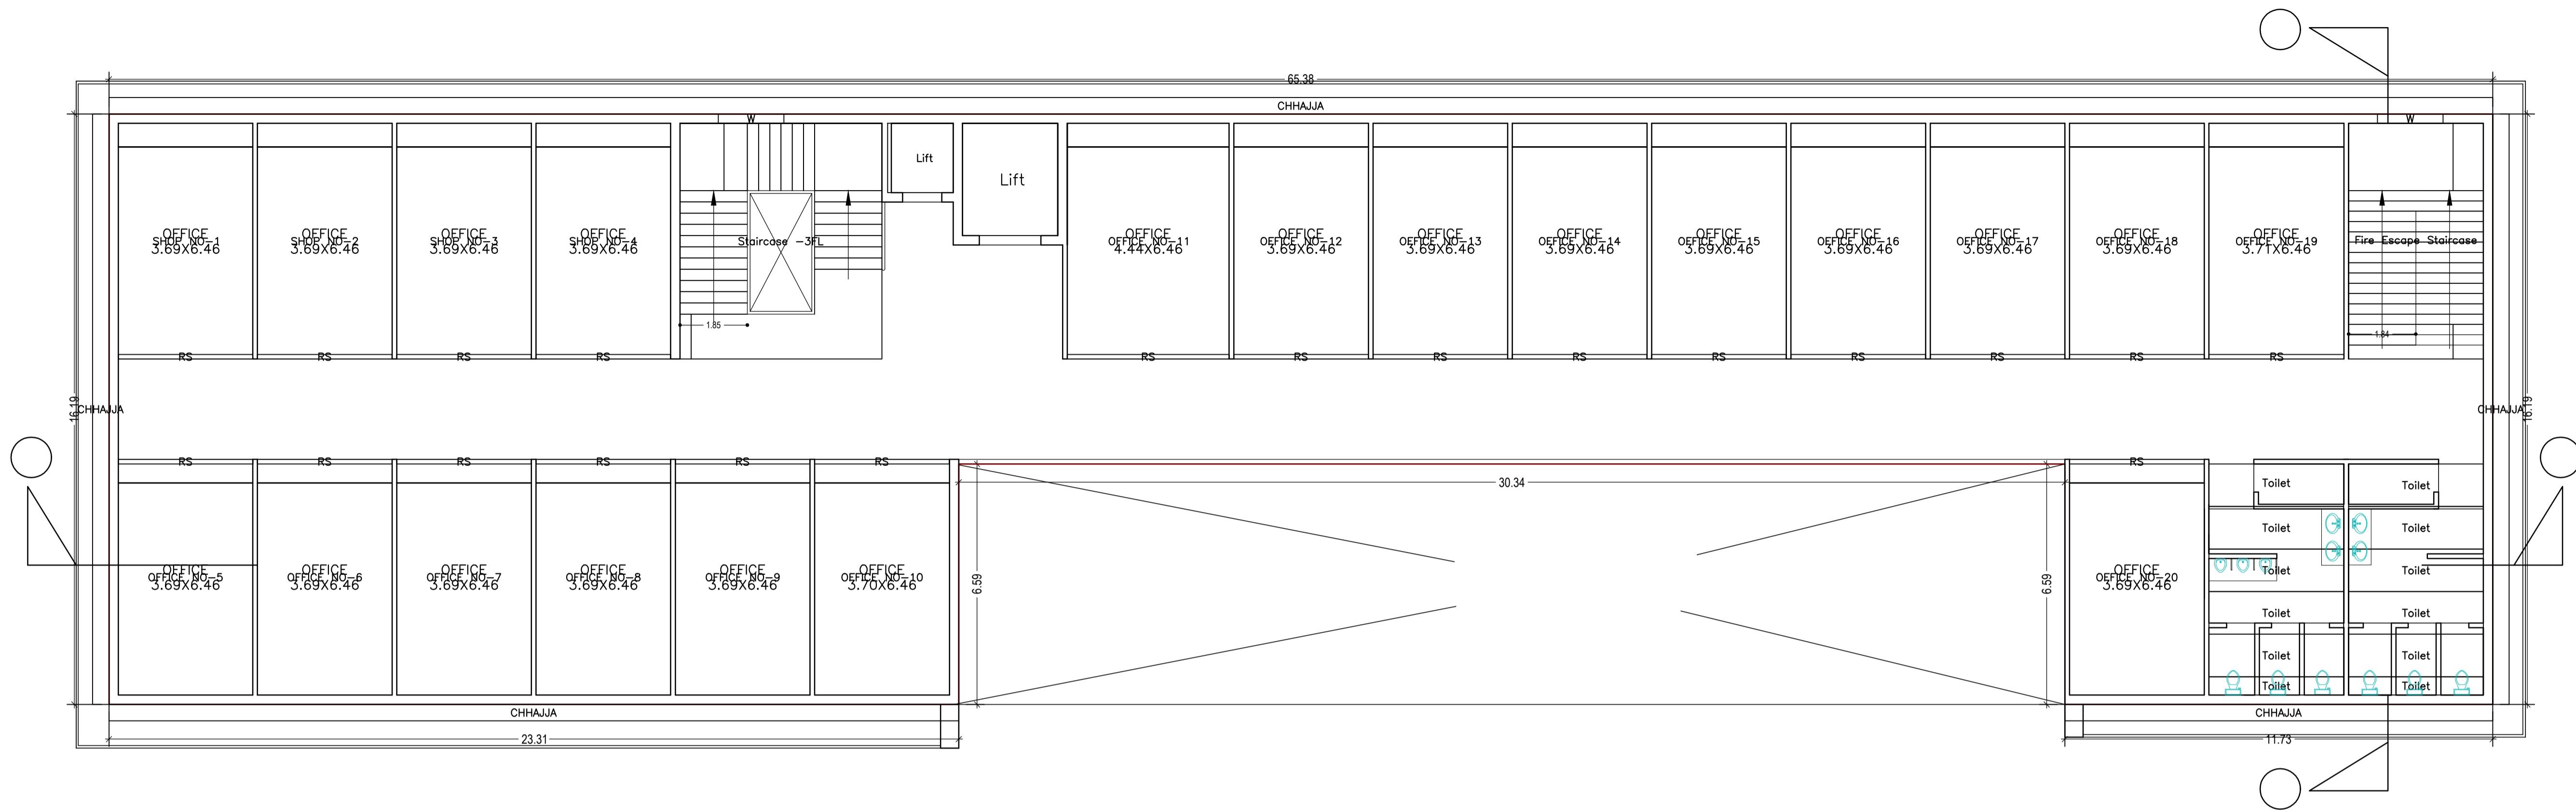 65.38
CHHAJJA
W
W
Lift
Lift
OFFICE
SHOP NO-1
3.69X6.46
OFFICE
SHOP NO-2
3.69X6.46
OFFICE
SHOP NO-3
3.69X6.46
OFFICE
SHOP NO-4
3.69X6.46
Staircase -3FL
OFFICE
OFFICE NO-11
4.44X6.46
OFFICE
OFFICE NO-12
3.69X6.46
OFFICE
OFFICE NO-13
3.69X6.46
OFFICE
OFFICE NO-14
3.69X6.46
OFFICE
OFFICE NO-15
3.69X6.46
OFFICE
OFFICE NO-16
3.69X6.46
OFFICE
OFFICE NO-17
3.69X6.46
OFFICE
OFFICE NO-18
3.69X6.46
OFFICE
OFFICE NO-19
3.71X6.46
Fire Escape Staircase
1.85
1.84
RS
RS
RS
RS
RS
RS
RS
RS
RS
RS
RS
RS
RS
16.19
CHHAJJA
CHHAJJA
16.19
RS
RS
RS
RS
RS
RS
RS
30.34
OFFICE
OFFICE NO-5
3.69X6.46
OFFICE
OFFICE NO-6
3.69X6.46
OFFICE
OFFICE NO-7
3.69X6.46
OFFICE
OFFICE NO-8
3.69X6.46
OFFICE
OFFICE NO-9
3.69X6.46
OFFICE
OFFICE NO-10
3.70X6.46
6.59
6.59
OFFICE
OFFICE NO-20
3.69X6.46
Toilet
Toilet
Toilet
Toilet
Toilet
Toilet
Toilet
Toilet
Toilet
Toilet
Toilet
Toilet
CHHAJJA
CHHAJJA
23.31
11.73